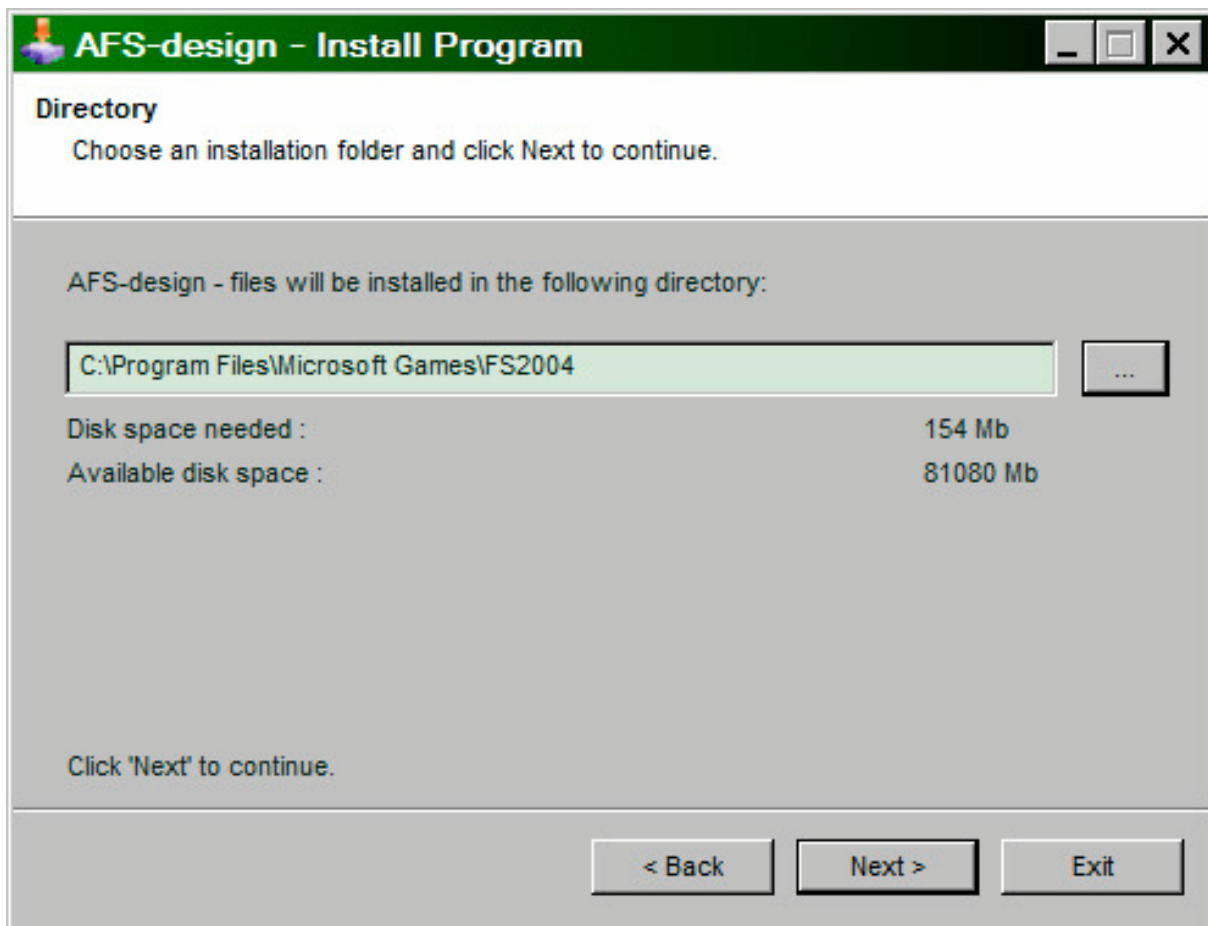 AFS-design - Install Program
Directory
Choose an installation folder and click Next to continue.
AFS-design - files will be installed in the following directory:
C:\Program Files\Microsoft Games\FS2004
...
Disk space needed : 154 Mb
Available disk space : 81080 Mb
Click 'Next' to continue.
< Back Next > Exit